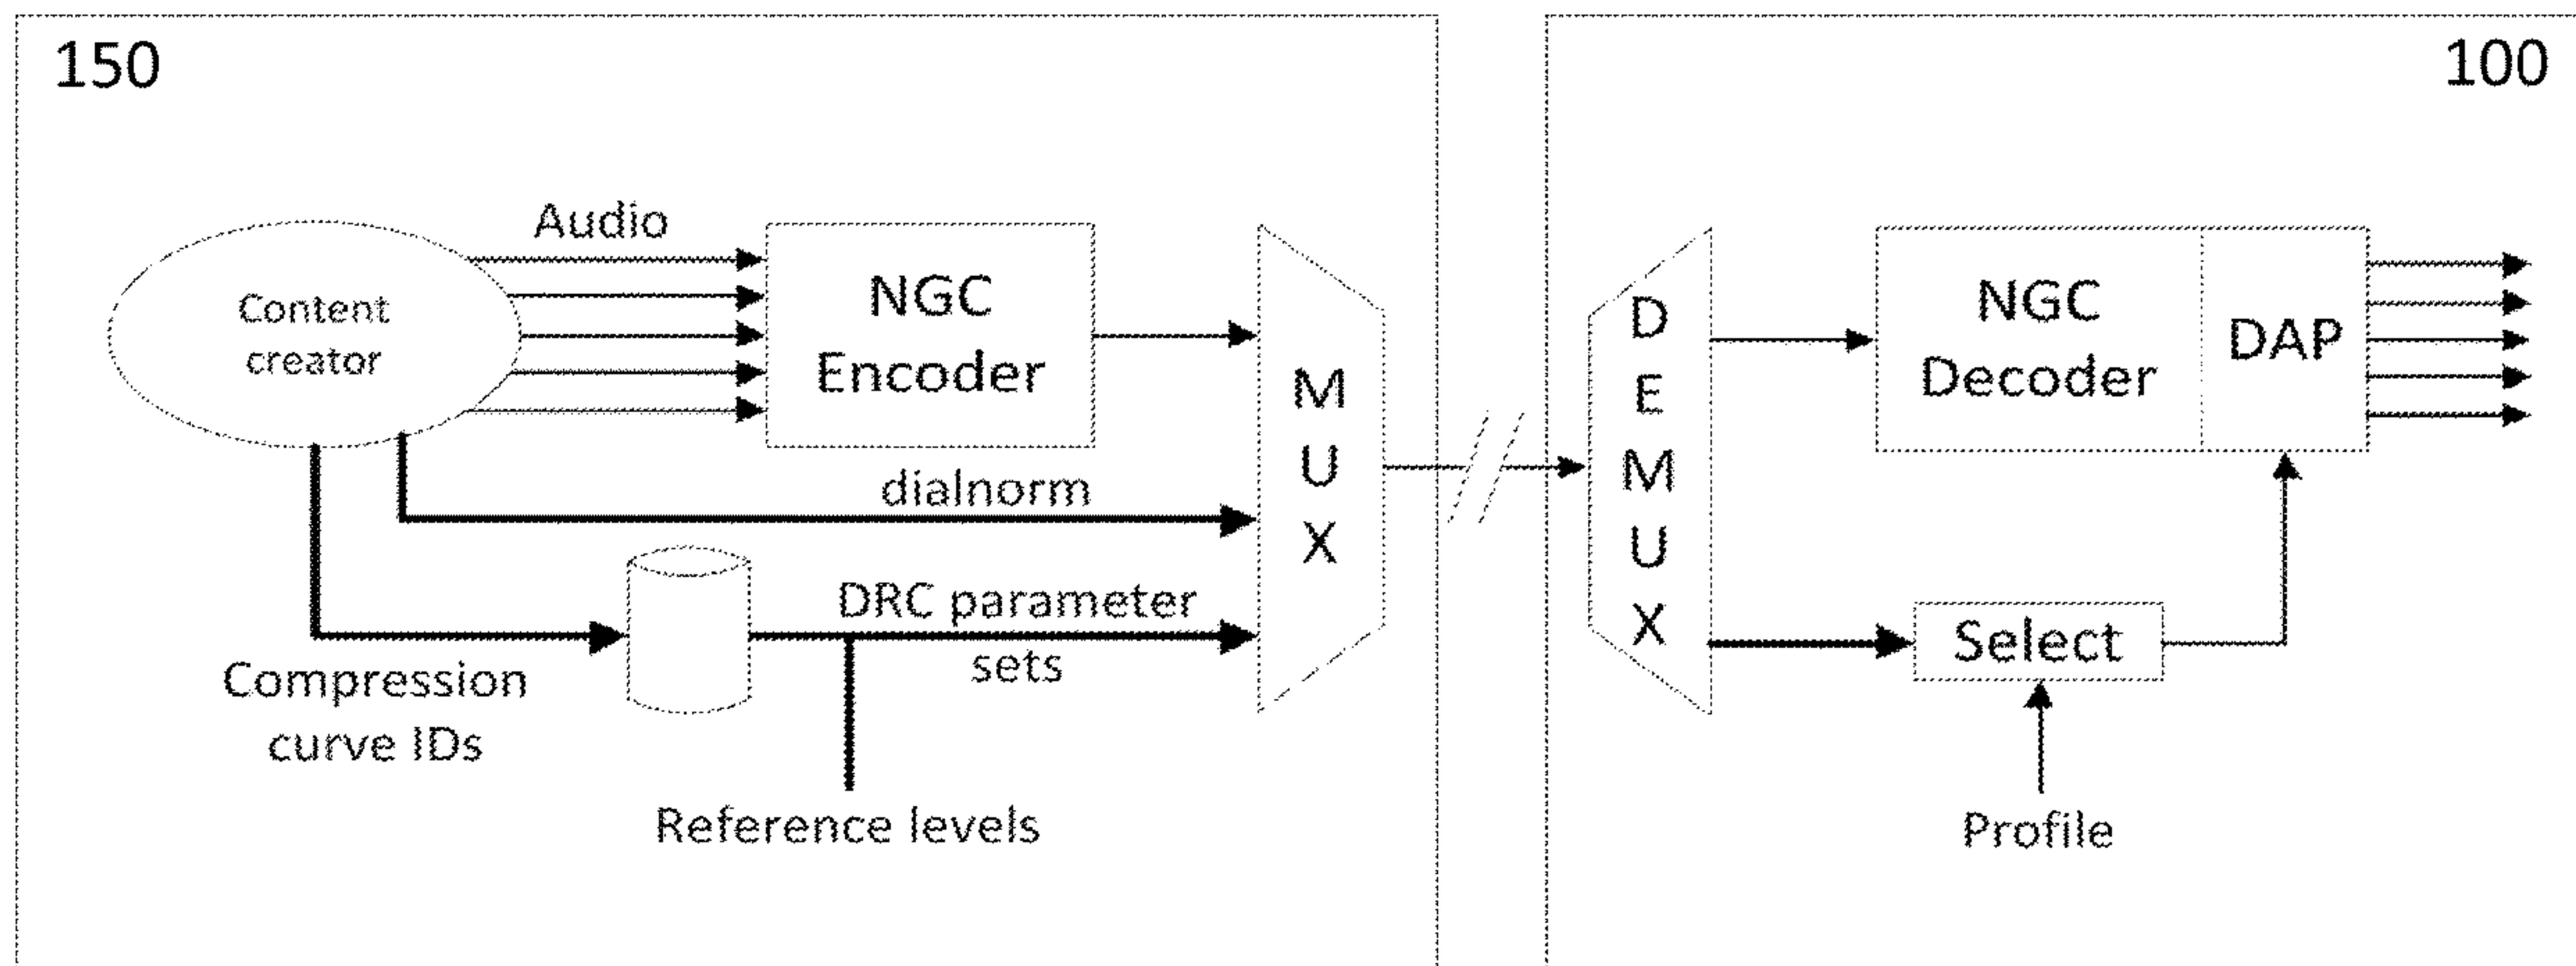 150
100
Audio
Content
creator
NGC
Encoder
dialnorm
DRC parameter
sets
Compression
curve IDs
Reference levels
M
U
X
D
E
M
U
X
NGC
Decoder
DAP
Select
Profile